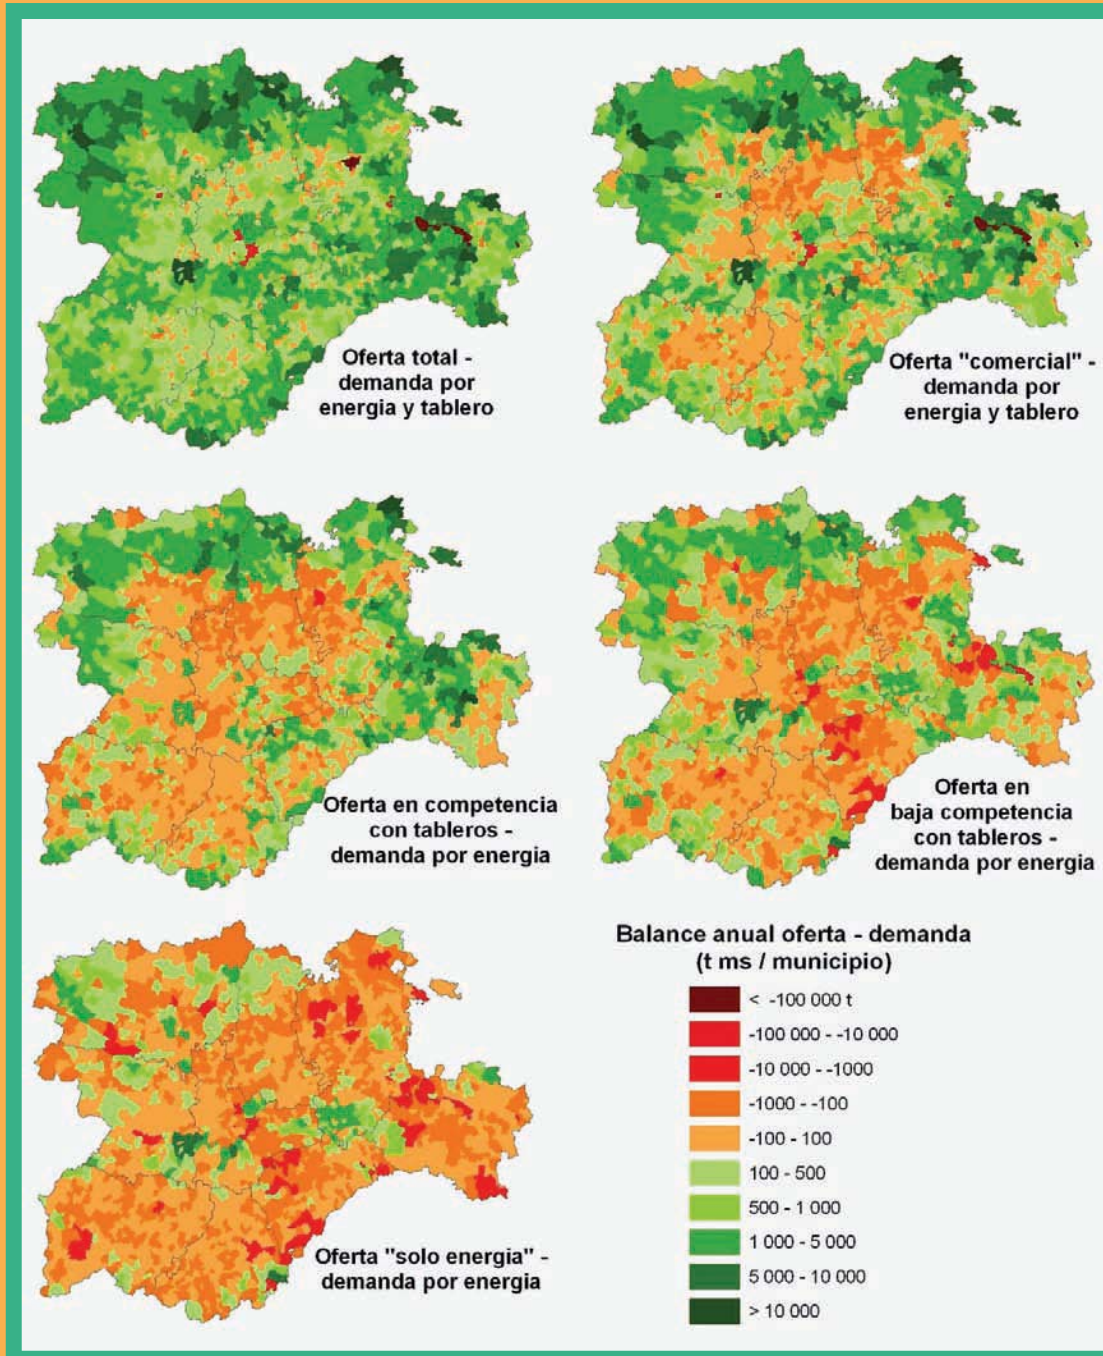 Oferta total -
demanda por
energia y tablero
Oferta "comercial" -
demanda por
energia y tablero
Oferta en competencia
con tableros -
demanda por energia
Oferta en
baja competencia
con tableros -
demanda por energia
Oferta "solo energia" -
demanda por energia
Balance anual oferta - demanda
(t ms / municipio)
< -100 000 t
-100 000 - -10 000
-10 000 - -1000
-1000 - -100
-100 - 100
100 - 500
500 - 1 000
1 000 - 5 000
5 000 - 10 000
> 10 000